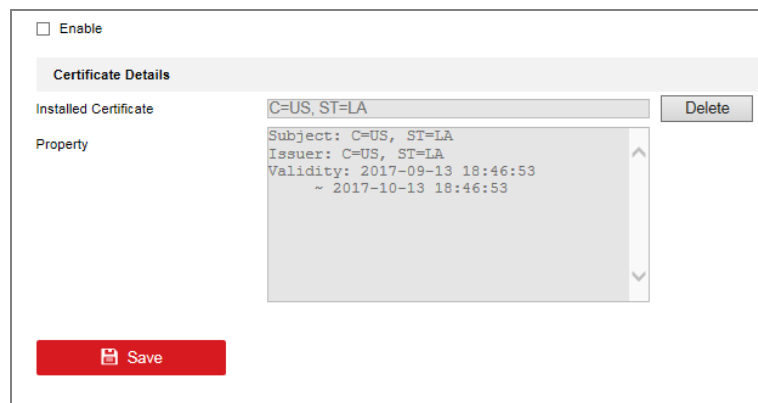 Enable
Certificate Details
Installed Certificate C=US, ST=LA Delete
Property
Subject: C=US, ST=LA
Issuer: C=US, ST=LA
Validity: 2017-09-13 18:46:53
~ 2017-10-13 18:46:53
Save